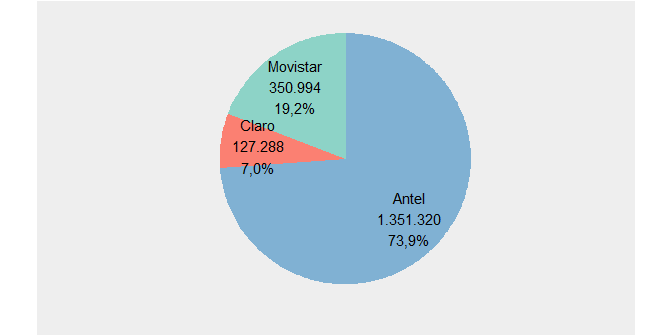 Movistar
350.994
19,2%
Claro
127.288
7,0%
Antel
1.351.320
73,9%